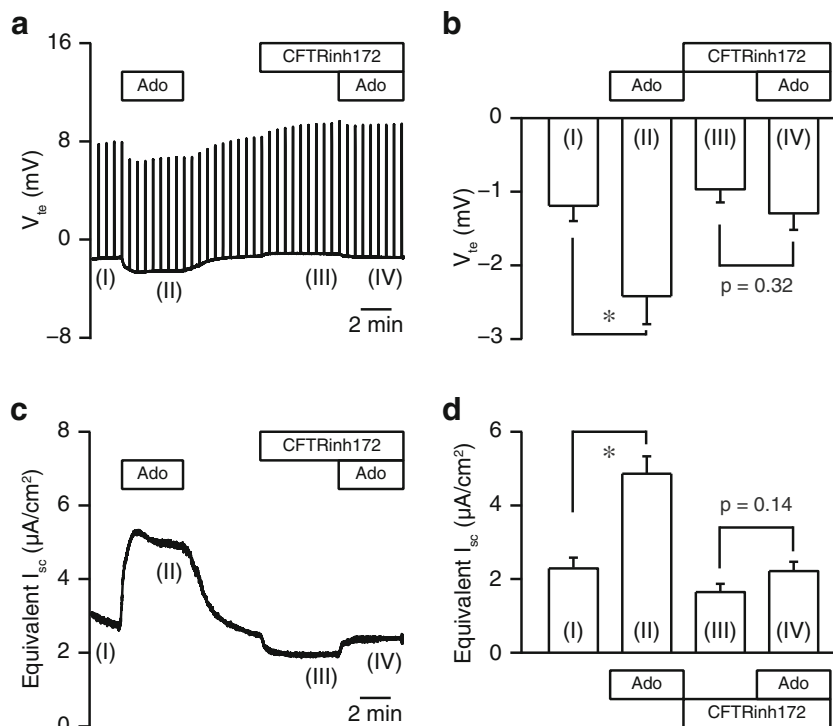 a
16
8
0
−8
V_te (mV)
Ado
CFTRinh172
Ado
(I)
(II)
(III)
(IV)
2 min
b
CFTRinh172
Ado
Ado
0
−1
−2
−3
V_te (mV)
(I)
(II)
(III)
(IV)
*
p = 0.32
c
8
6
4
2
0
Equivalent I_sc (µA/cm²)
CFTRinh172
Ado
Ado
(I)
(II)
(III)
(IV)
2 min
d
6
4
2
0
Equivalent I_sc (µA/cm²)
*
p = 0.14
(I)
(II)
(III)
(IV)
Ado
Ado
CFTRinh172